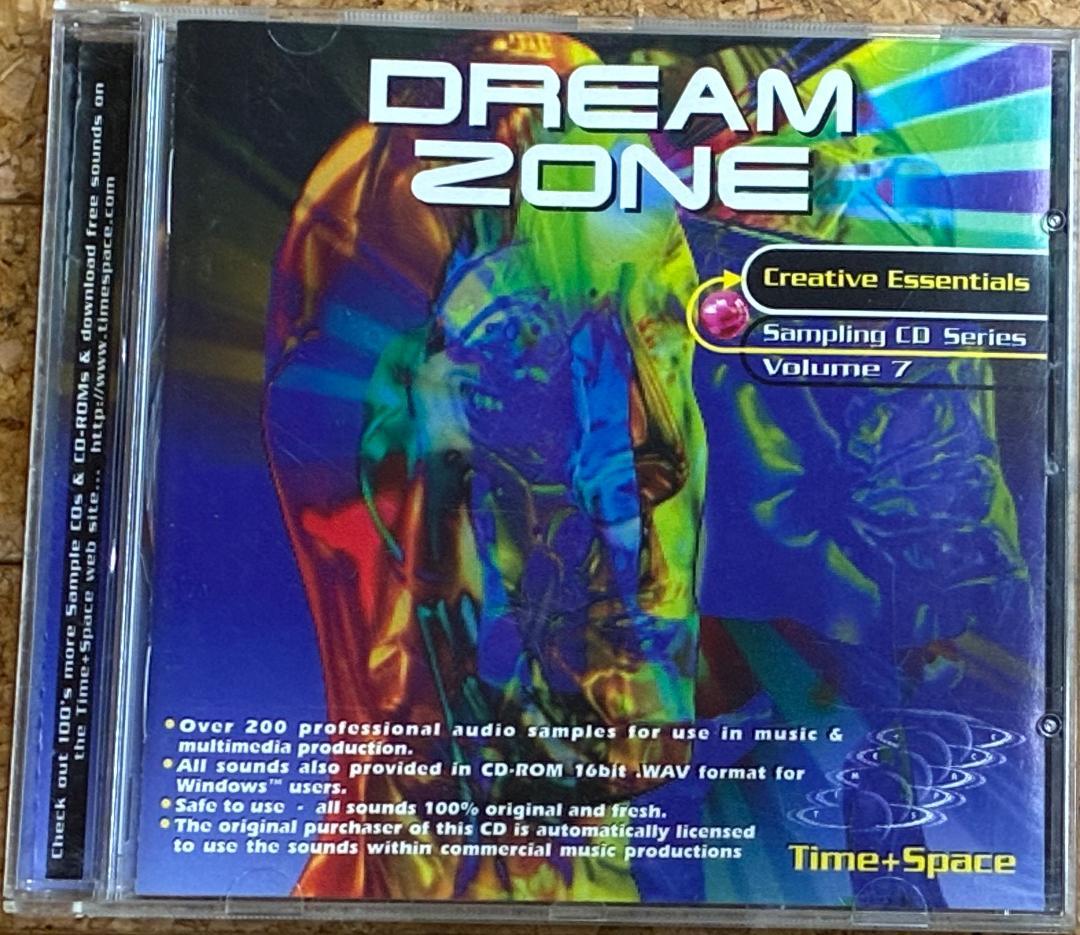 DREAM
ZONE
Creative Essentials
Sampling CD Series
Volume 7
Check out 100's more Sample CDs & CD-ROMs & download free sounds on
the Time+Space web site... http://www.timespace.com
Over 200 professional audio samples for use in music &
multimedia production.
All sounds also provided in CD-ROM 16bit .WAV format for
Windows™ users.
Safe to use - all sounds 100% original and fresh.
The original purchaser of this CD is automatically licensed
to use the sounds within commercial music productions
Time+Space